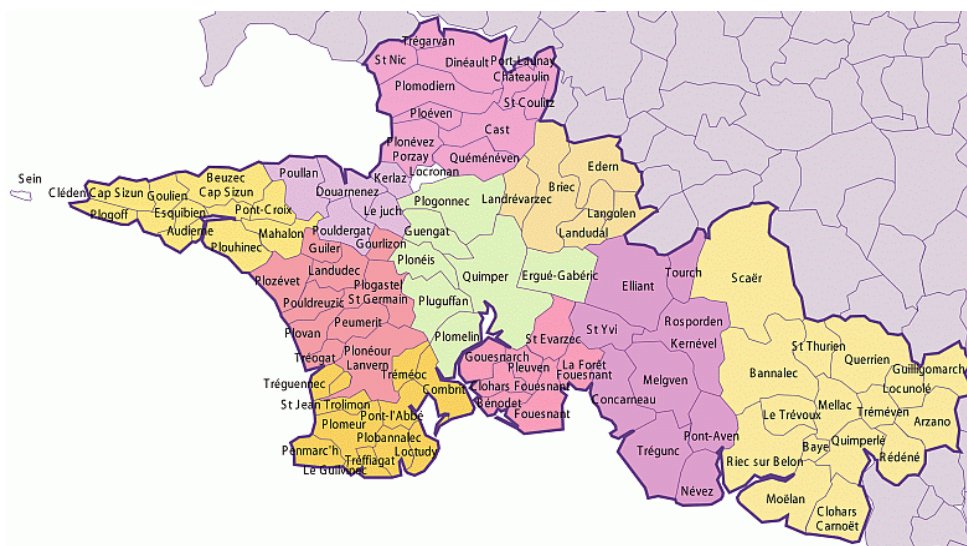 Trégarvan
St Nic
Dinéault
Port-Launay
Châteaulin
Plomodiern
St Coulitz
Ploéven
Cast
Plonévez
Porzay
Quéménéven
Locronan
Edern
Briec
Landrévarzec
Langolen
Landudal
Sein
Cléden Cap Sizun
Goulien
Beuzec
Cap Sizun
Plogoff
Esquibien
Pont-Croix
Audierne
Plouhinec
Mahalon
Poullan
Douarnenez
Kerlaz
Le juch
Pouldergat
Plogonnec
Guengat
Plonéis
Quimper
Ergué-Gabéric
Pluguffan
Plomelin
Guiler
Gourlizon
Landudec
Plozévet
Plogastel
St Germain
Pouldreuzic
Peumerit
Plovan
Plonéour
Lanvern
Tréogat
Tréméoc
Tréguennec
Combrit
St Jean Trolimon
Pont-l'Abbé
Plomeur
Plobannalec
Penmarc'h
Loctudy
Treffiagat
Le Guilvinec
St Evarzec
Gouesnarch
Pleuven
La Forêt
Fouesnant
Clohars Fouesnant
Bénodet
Fouesnant
Elliant
Tourch
St Yvi
Rosporden
Kernével
Melgven
Concarneau
Pont-Aven
Trégunc
Névez
Scaër
St Thurien
Bannalec
Querrien
Guilligomarch
Locunolé
Le Trévoux
Mellac
Tréméven
Arzano
Baye
Quimperlé
Rédéné
Riec sur Belon
Moëlan
Clohars
Carnoët